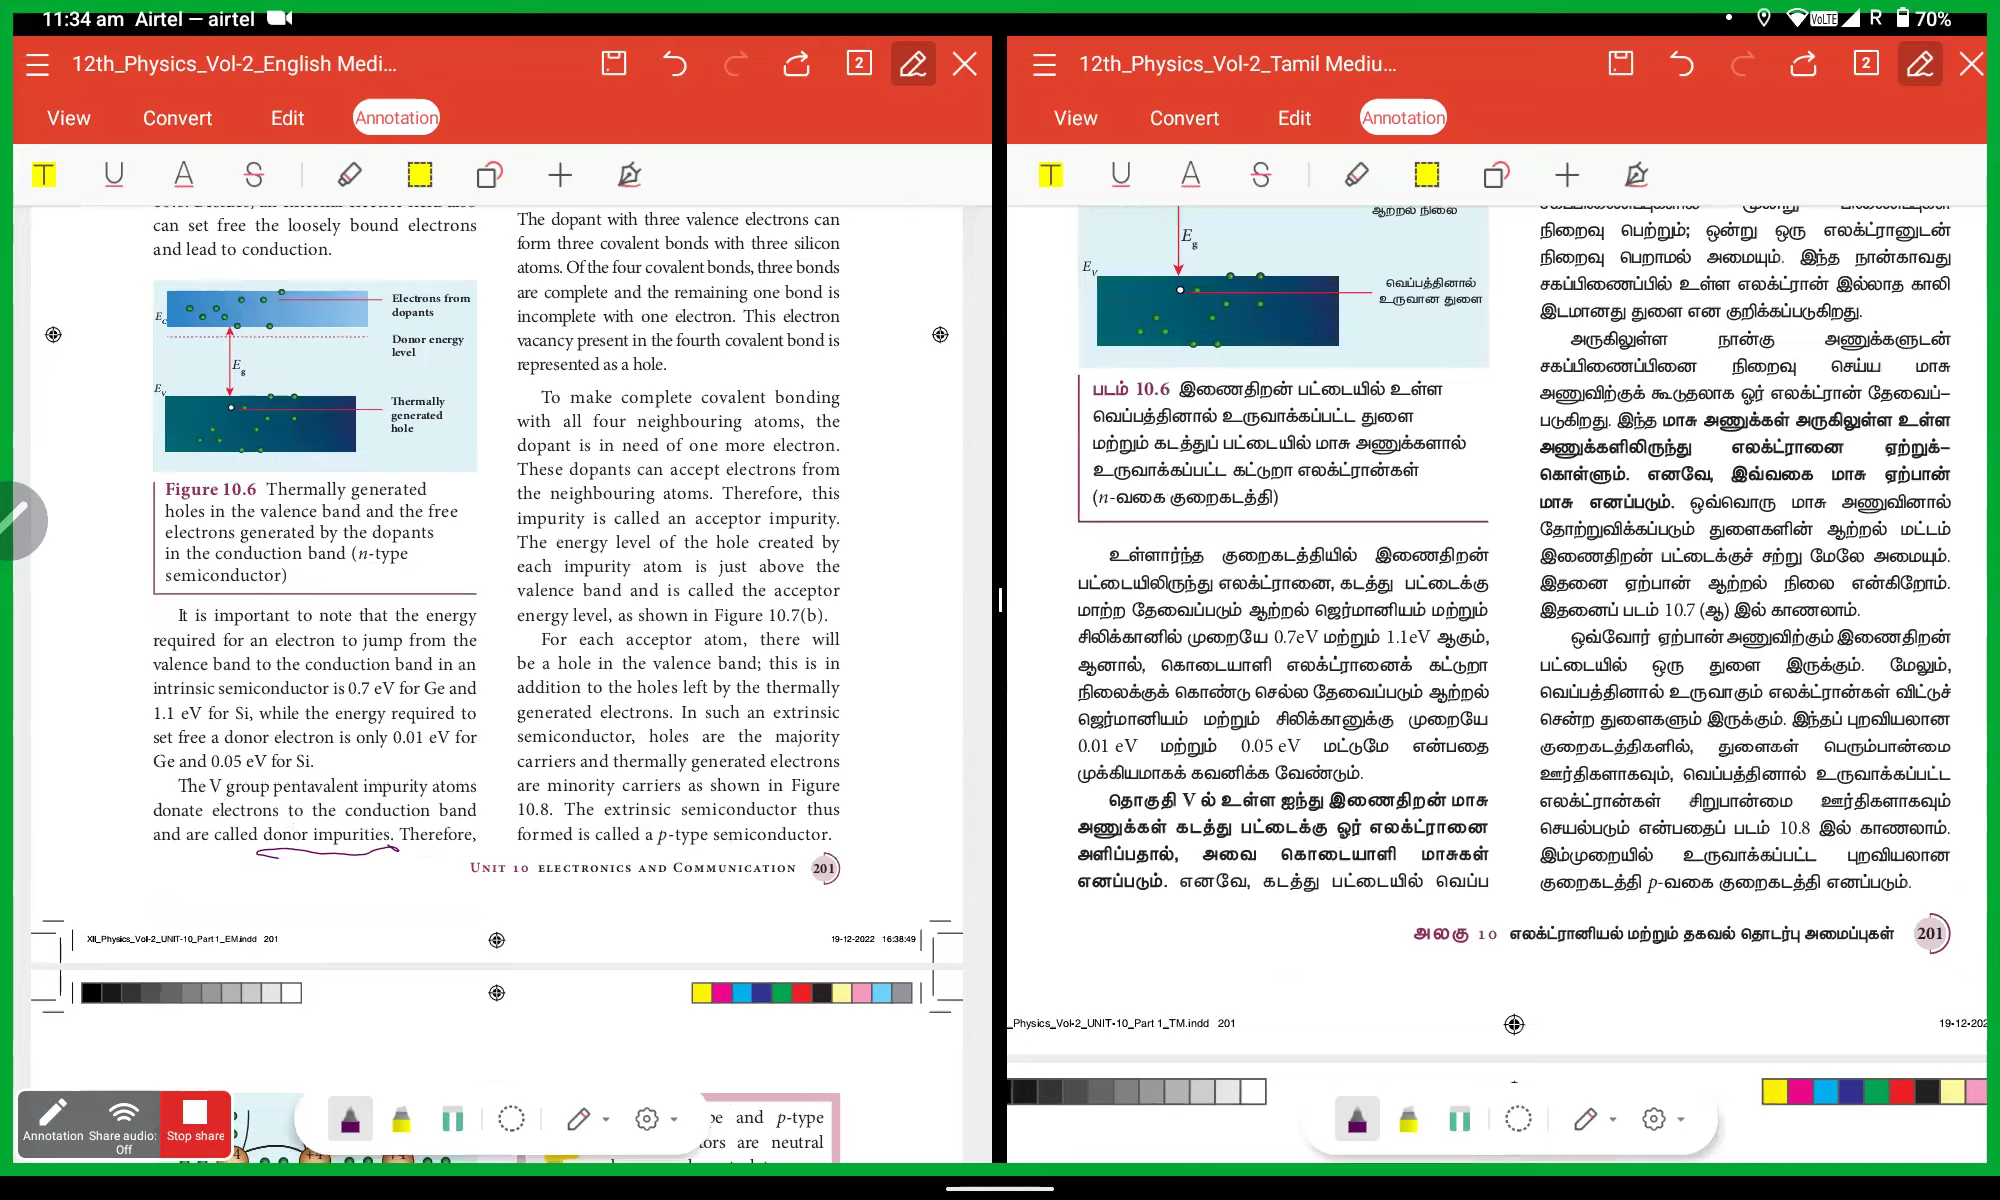 11:34 am Airtel — airtel
VoLTE R 70%
12th_Physics_Vol-2_English Medi...
2
View Convert Edit Annotation
can set free the loosely bound electrons
and lead to conduction.
Electrons from
dopants
Ec
Donor energy
level
Eg
Ev
Thermally
generated
hole
Figure 10.6 Thermally generated
holes in the valence band and the free
electrons generated by the dopants
in the conduction band (n-type
semiconductor)
It is important to note that the energy
required for an electron to jump from the
valence band to the conduction band in an
intrinsic semiconductor is 0.7 eV for Ge and
1.1 eV for Si, while the energy required to
set free a donor electron is only 0.01 eV for
Ge and 0.05 eV for Si.
The V group pentavalent impurity atoms
donate electrons to the conduction band
and are called donor impurities. Therefore,
The dopant with three valence electrons can
form three covalent bonds with three silicon
atoms. Of the four covalent bonds, three bonds
are complete and the remaining one bond is
incomplete with one electron. This electron
vacancy present in the fourth covalent bond is
represented as a hole.
To make complete covalent bonding
with all four neighbouring atoms, the
dopant is in need of one more electron.
These dopants can accept electrons from
the neighbouring atoms. Therefore, this
impurity is called an acceptor impurity.
The energy level of the hole created by
each impurity atom is just above the
valence band and is called the acceptor
energy level, as shown in Figure 10.7(b).
For each acceptor atom, there will
be a hole in the valence band; this is in
addition to the holes left by the thermally
generated electrons. In such an extrinsic
semiconductor, holes are the majority
carriers and thermally generated electrons
are minority carriers as shown in Figure
10.8. The extrinsic semiconductor thus
formed is called a p-type semiconductor.
UNIT 10 ELECTRONICS AND COMMUNICATION 201
XII_Physics_Vol-2_UNIT-10_Part 1_EM.indd 201
19-12-2022 16:38:49
and p-type
are neutral
Annotation
Share audio:
Off
Stop share
12th_Physics_Vol-2_Tamil Mediu...
2
View Convert Edit Annotation
ஆற்றல் நிலை
Eg
Ev
வெப்பத்தினால்
உருவான துளை
படம் 10.6 இணைதிறன் பட்டையில் உள்ள
வெப்பத்தினால் உருவாக்கப்பட்ட துளை
மற்றும் கடத்துப் பட்டையில் மாசு அணுக்களால்
உருவாக்கப்பட்ட கட்டுறா எலக்ட்ரான்கள்
(n-வகை குறைகடத்தி)
உள்ளார்ந்த குறைகடத்தியில் இணைதிறன்
பட்டையிலிருந்து எலக்ட்ரானை, கடத்து பட்டைக்கு
மாற்ற தேவைப்படும் ஆற்றல் ஜெர்மானியம் மற்றும்
சிலிக்கானில் முறையே 0.7eV மற்றும் 1.1eV ஆகும்,
ஆனால், கொடையாளி எலக்ட்ரானைக் கட்டுறா
நிலைக்குக் கொண்டு செல்ல தேவைப்படும் ஆற்றல்
ஜெர்மானியம் மற்றும் சிலிக்கானுக்கு முறையே
0.01 eV மற்றும் 0.05 eV மட்டுமே என்பதை
முக்கியமாகக் கவனிக்க வேண்டும்.
தொகுதி V ல் உள்ள ஐந்து இணைதிறன் மாசு
அணுக்கள் கடத்து பட்டைக்கு ஓர் எலக்ட்ரானை
அளிப்பதால், அவை கொடையாளி மாசுகள்
எனப்படும். எனவே, கடத்து பட்டையில் வெப்ப
நிறைவு பெற்றும்; ஒன்று ஒரு எலக்ட்ரானுடன்
நிறைவு பெறாமல் அமையும். இந்த நான்காவது
சகப்பிணைப்பில் உள்ள எலக்ட்ரான் இல்லாத காலி
இடமானது துளை என குறிக்கப்படுகிறது.
அருகிலுள்ள நான்கு அணுக்களுடன்
சகப்பிணைப்பினை நிறைவு செய்ய மாசு
அணுவிற்குக் கூடுதலாக ஓர் எலக்ட்ரான் தேவைப்–
படுகிறது. இந்த மாசு அணுக்கள் அருகிலுள்ள உள்ள
அணுக்களிலிருந்து எலக்ட்ரானை ஏற்றுக்–
கொள்ளும். எனவே, இவ்வகை மாசு ஏற்பான்
மாசு எனப்படும். ஒவ்வொரு மாசு அணுவினால்
தோற்றுவிக்கப்படும் துளைகளின் ஆற்றல் மட்டம்
இணைதிறன் பட்டைக்குச் சற்று மேலே அமையும்.
இதனை ஏற்பான் ஆற்றல் நிலை என்கிறோம்.
இதனைப் படம் 10.7 (ஆ) இல் காணலாம்.
ஒவ்வோர் ஏற்பான் அணுவிற்கும் இணைதிறன்
பட்டையில் ஒரு துளை இருக்கும். மேலும்,
வெப்பத்தினால் உருவாகும் எலக்ட்ரான்கள் விட்டுச்
சென்ற துளைகளும் இருக்கும். இந்தப் புறவியலான
குறைகடத்திகளில், துளைகள் பெரும்பான்மை
ஊர்திகளாகவும், வெப்பத்தினால் உருவாக்கப்பட்ட
எலக்ட்ரான்கள் சிறுபான்மை ஊர்திகளாகவும்
செயல்படும் என்பதைப் படம் 10.8 இல் காணலாம்.
இம்முறையில் உருவாக்கப்பட்ட புறவியலான
குறைகடத்தி p-வகை குறைகடத்தி எனப்படும்.
அலகு 10 எலக்ட்ரானியல் மற்றும் தகவல் தொடர்பு அமைப்புகள் 201
_Physics_Vol-2_UNIT-10_Part 1_TM.indd 201